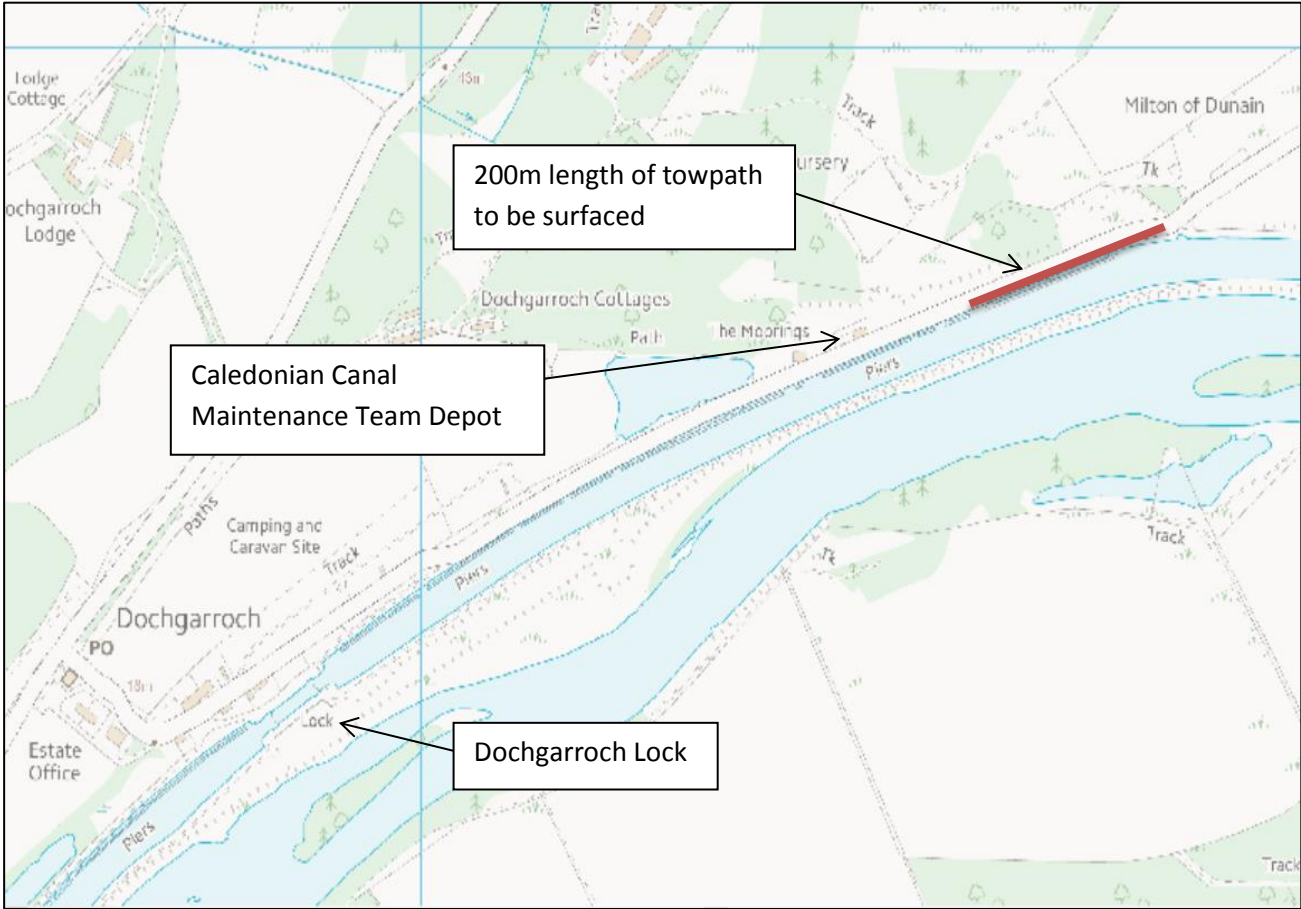 Lodge
Cottage
16m
Track
Milton of Dunain
200m length of towpath
to be surfaced
ursery
Tk
ochgarroch
Lodge
Dochgarroch Cottages
Path
The Moorings
Caledonian Canal
Maintenance Team Depot
Piers
Paths
Camping and
Caravan Site
Track
Piers
Tk
Track
Dochgarroch
PO
18m
Lock
Dochgarroch Lock
Estate
Office
Piers
Track